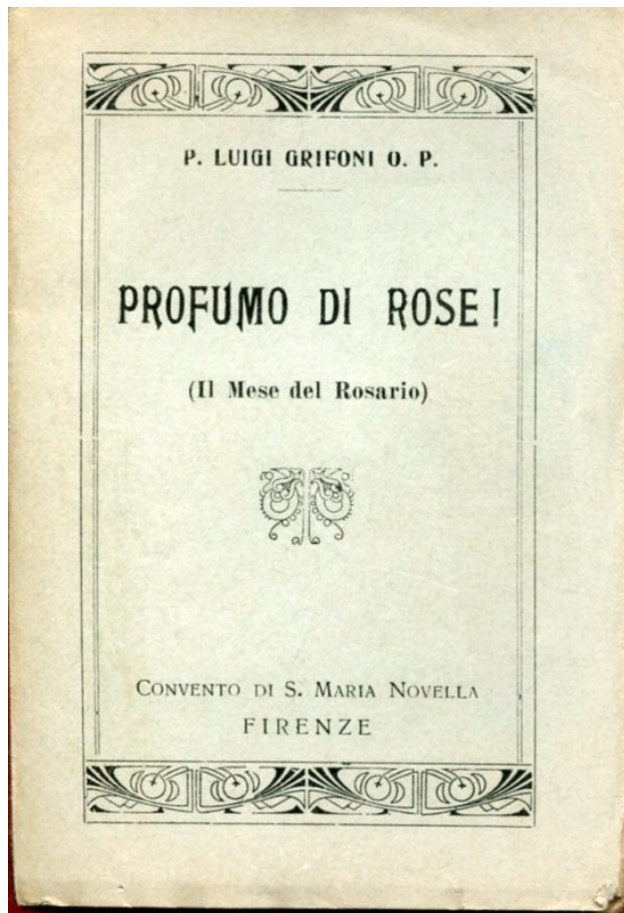 P. LUIGI GRIFONI O. P.
PROFUMO DI ROSE!
(Il Mese del Rosario)
CONVENTO DI S. MARIA NOVELLA
FIRENZE